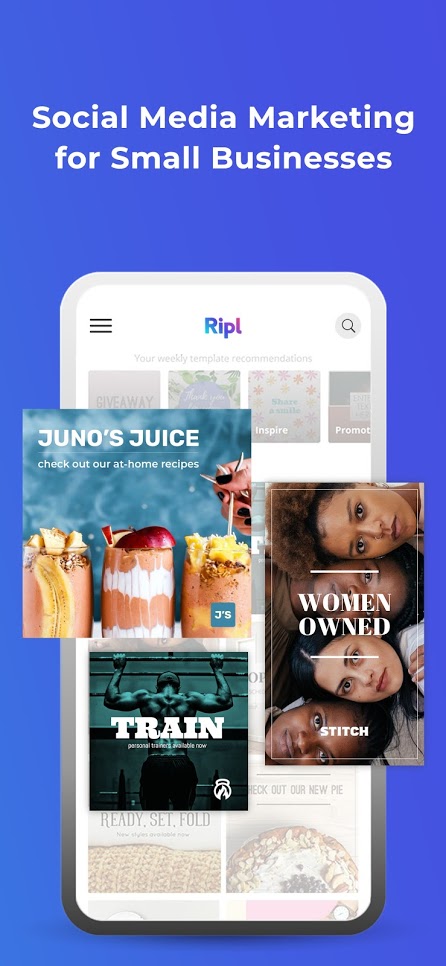 Social Media Marketing
for Small Businesses
Ripl
Your weekly template recommendations
GIVEAWAY
Thank you
Share
a smile
Inspire
Promot
JUNO'S JUICE
check out our at-home recipes
J'S
WOMEN
OWNED
STITCH
TRAIN
personal trainers available now
CHECK OUT OUR NEW PIE
READY, SET, FOLD
New styles available now